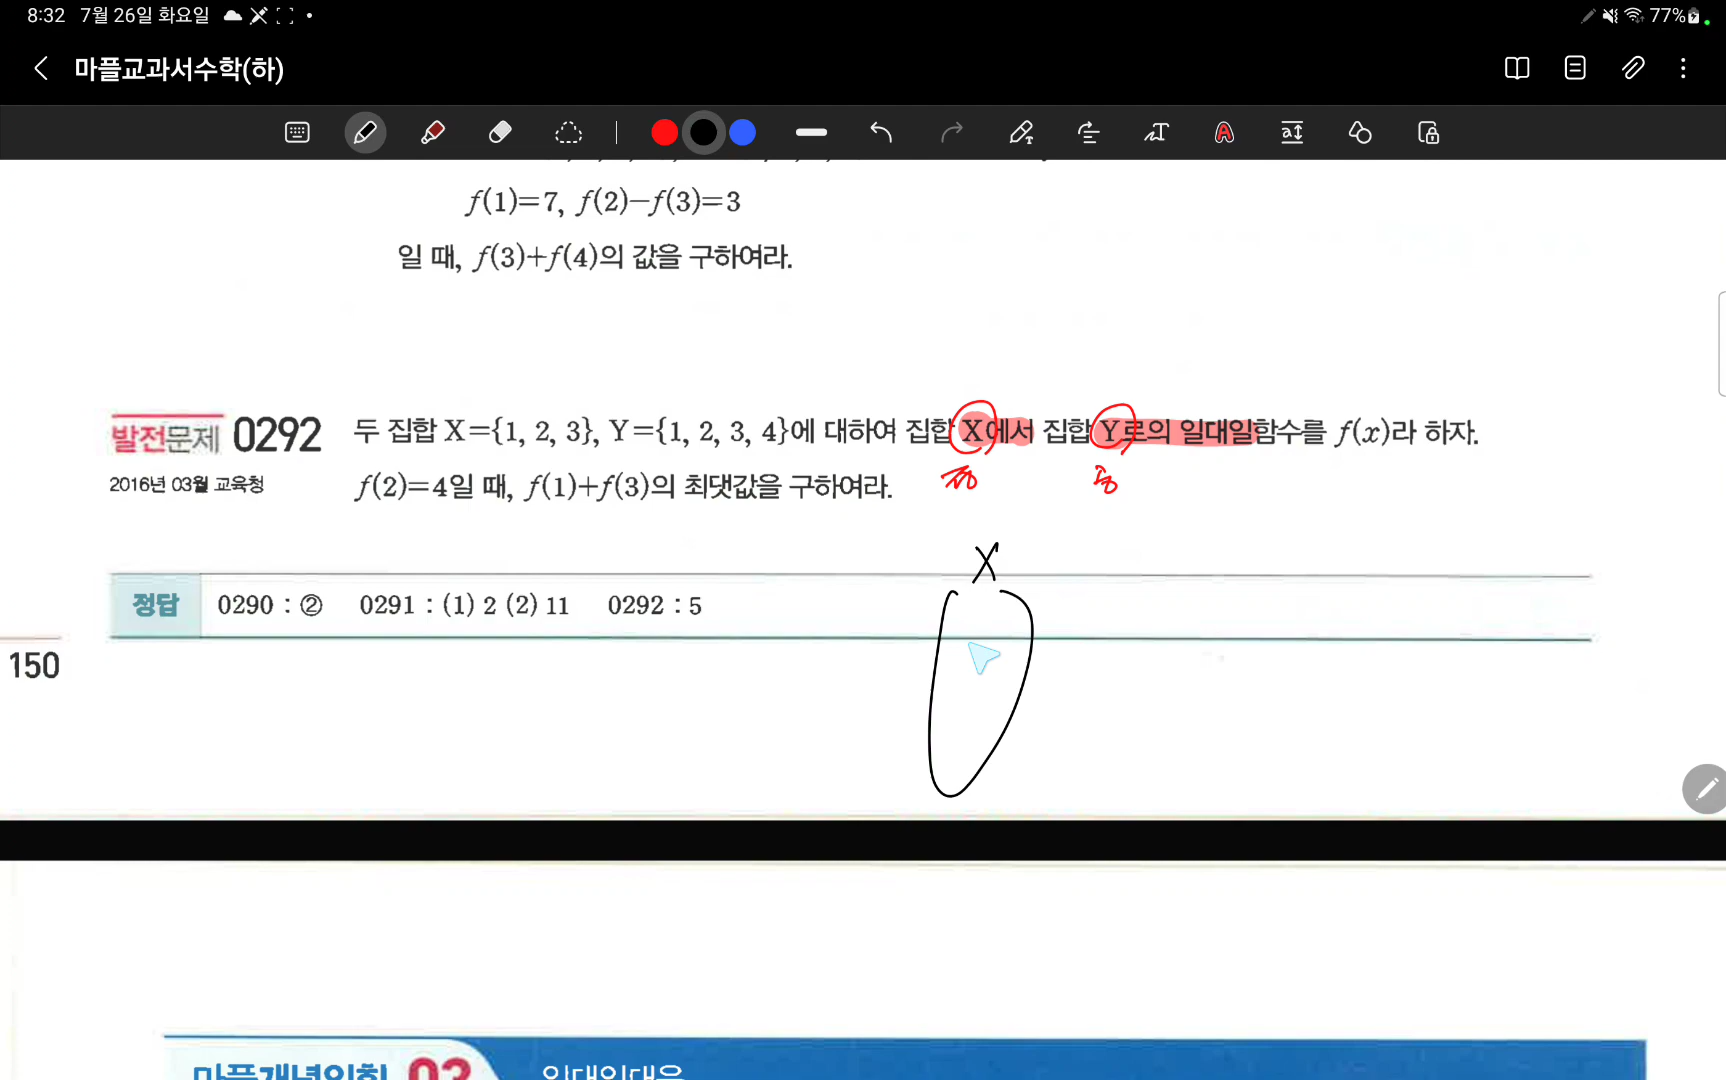 8:32 7월 26일 화요일 77%
마플교과서수학(하)
f(1)=7, f(2)-f(3)=3
일 때, f(3)+f(4)의 값을 구하여라.
발전문제 0292 두 집합 X={1, 2, 3}, Y={1, 2, 3, 4}에 대하여 집합 X에서 집합 Y로의 일대일함수를 f(x)라 하자.
2016년 03월 교육청 f(2)=4일 때, f(1)+f(3)의 최댓값을 구하여라.
X
정답 0290 : ② 0291 : (1) 2 (2) 11 0292 : 5
150
마플개념익힘 03 일대일대응